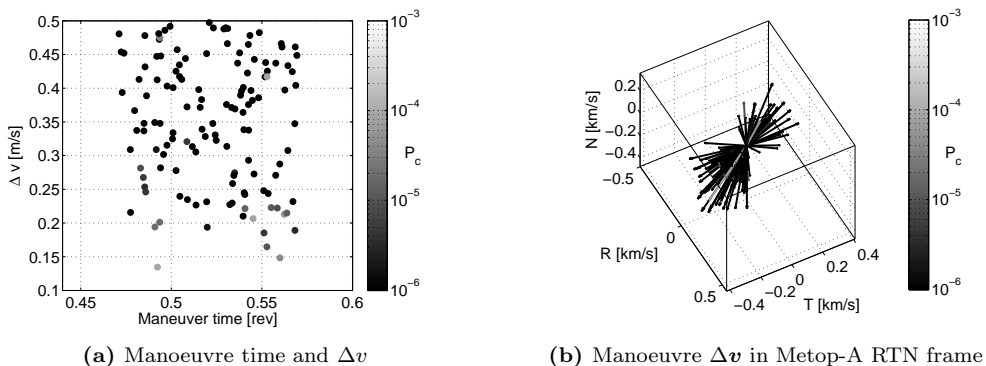 0.5
0.45
0.4
0.35
0.3
0.25
0.2
0.15
0.1
Δ v [m/s]
0.45 0.5 0.55 0.6
Maneuver time [rev]
10⁻³
10⁻⁴
P_c
10⁻⁵
10⁻⁶
(a) Manoeuvre time and Δv
0.2
0
−0.2
−0.4
N [km/s]
−0.5
0
0.5
R [km/s]
−0.4
−0.2
0
0.2
0.4
T [km/s]
10⁻³
10⁻⁴
P_c
10⁻⁵
10⁻⁶
(b) Manoeuvre Δv in Metop-A RTN frame